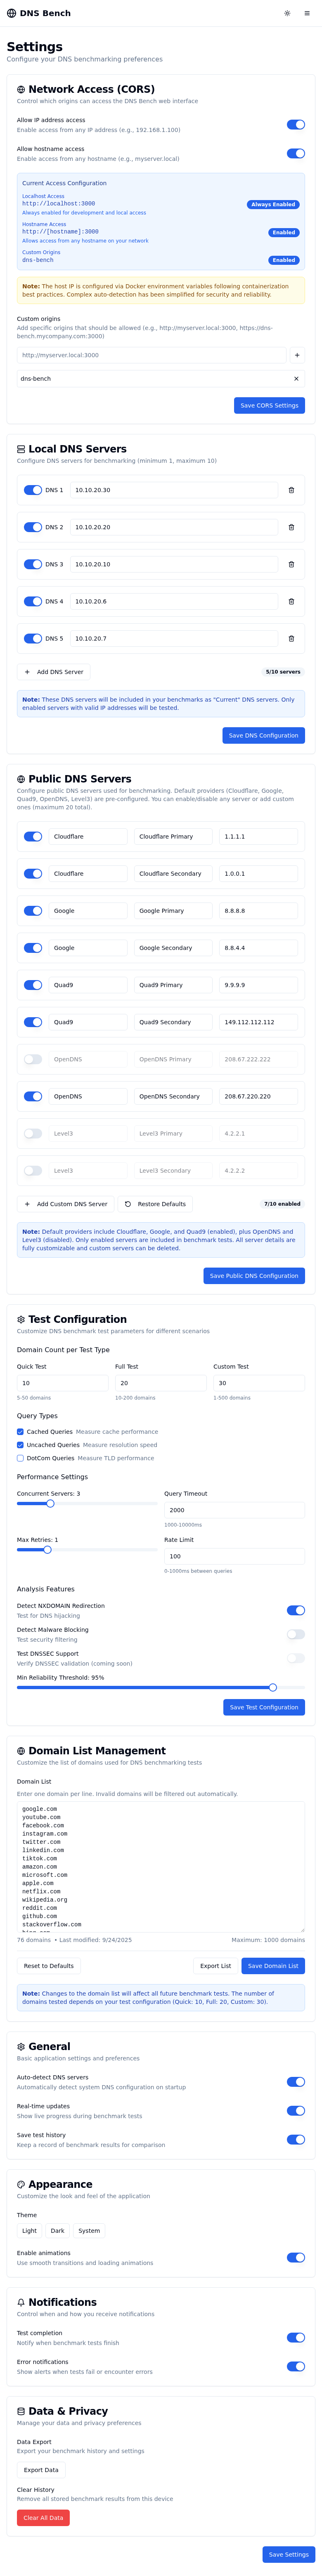 DNS Bench
Settings
Configure your DNS benchmarking preferences
Network Access (CORS)
Control which origins can access the DNS Bench web interface
Allow IP address access
Enable access from any IP address (e.g., 192.168.1.100)
Allow hostname access
Enable access from any hostname (e.g., myserver.local)
Current Access Configuration
Localhost Access
http://localhost:3000
Always Enabled
Always enabled for development and local access
Hostname Access
http://[hostname]:3000
Enabled
Allows access from any hostname on your network
Custom Origins
dns-bench
Enabled
Note: The host IP is configured via Docker environment variables following containerization
best practices. Complex auto-detection has been simplified for security and reliability.
Custom origins
Add specific origins that should be allowed (e.g., http://myserver.local:3000, https://dns-
bench.mycompany.com:3000)
http://myserver.local:3000
dns-bench
Save CORS Settings
Local DNS Servers
Configure DNS servers for benchmarking (minimum 1, maximum 10)
DNS 1 10.10.20.30
DNS 2 10.10.20.20
DNS 3 10.10.20.10
DNS 4 10.10.20.6
DNS 5 10.10.20.7
Add DNS Server
5/10 servers
Note: These DNS servers will be included in your benchmarks as "Current" DNS servers. Only
enabled servers with valid IP addresses will be tested.
Save DNS Configuration
Public DNS Servers
Configure public DNS servers used for benchmarking. Default providers (Cloudflare, Google,
Quad9, OpenDNS, Level3) are pre-configured. You can enable/disable any server or add custom
ones (maximum 20 total).
Cloudflare Cloudflare Primary 1.1.1.1
Cloudflare Cloudflare Secondary 1.0.0.1
Google Google Primary 8.8.8.8
Google Google Secondary 8.8.4.4
Quad9 Quad9 Primary 9.9.9.9
Quad9 Quad9 Secondary 149.112.112.112
OpenDNS OpenDNS Primary 208.67.222.222
OpenDNS OpenDNS Secondary 208.67.220.220
Level3 Level3 Primary 4.2.2.1
Level3 Level3 Secondary 4.2.2.2
Add Custom DNS Server
Restore Defaults
7/10 enabled
Note: Default providers include Cloudflare, Google, and Quad9 (enabled), plus OpenDNS and
Level3 (disabled). Only enabled servers are included in benchmark tests. All server details are
fully customizable and custom servers can be deleted.
Save Public DNS Configuration
Test Configuration
Customize DNS benchmark test parameters for different scenarios
Domain Count per Test Type
Quick Test Full Test Custom Test
10 20 30
5-50 domains 10-200 domains 1-500 domains
Query Types
Cached Queries Measure cache performance
Uncached Queries Measure resolution speed
DotCom Queries Measure TLD performance
Performance Settings
Concurrent Servers: 3
Query Timeout
2000
1000-10000ms
Max Retries: 1
Rate Limit
100
0-1000ms between queries
Analysis Features
Detect NXDOMAIN Redirection
Test for DNS hijacking
Detect Malware Blocking
Test security filtering
Test DNSSEC Support
Verify DNSSEC validation (coming soon)
Min Reliability Threshold: 95%
Save Test Configuration
Domain List Management
Customize the list of domains used for DNS benchmarking tests
Domain List
Enter one domain per line. Invalid domains will be filtered out automatically.
google.com
youtube.com
facebook.com
instagram.com
twitter.com
linkedin.com
tiktok.com
amazon.com
microsoft.com
apple.com
netflix.com
wikipedia.org
reddit.com
github.com
stackoverflow.com
76 domains • Last modified: 9/24/2025
Maximum: 1000 domains
Reset to Defaults
Export List
Save Domain List
Note: Changes to the domain list will affect all future benchmark tests. The number of
domains tested depends on your test configuration (Quick: 10, Full: 20, Custom: 30).
General
Basic application settings and preferences
Auto-detect DNS servers
Automatically detect system DNS configuration on startup
Real-time updates
Show live progress during benchmark tests
Save test history
Keep a record of benchmark results for comparison
Appearance
Customize the look and feel of the application
Theme
Light Dark System
Enable animations
Use smooth transitions and loading animations
Notifications
Control when and how you receive notifications
Test completion
Notify when benchmark tests finish
Error notifications
Show alerts when tests fail or encounter errors
Data & Privacy
Manage your data and privacy preferences
Data Export
Export your benchmark history and settings
Export Data
Clear History
Remove all stored benchmark results from this device
Clear All Data
Save Settings